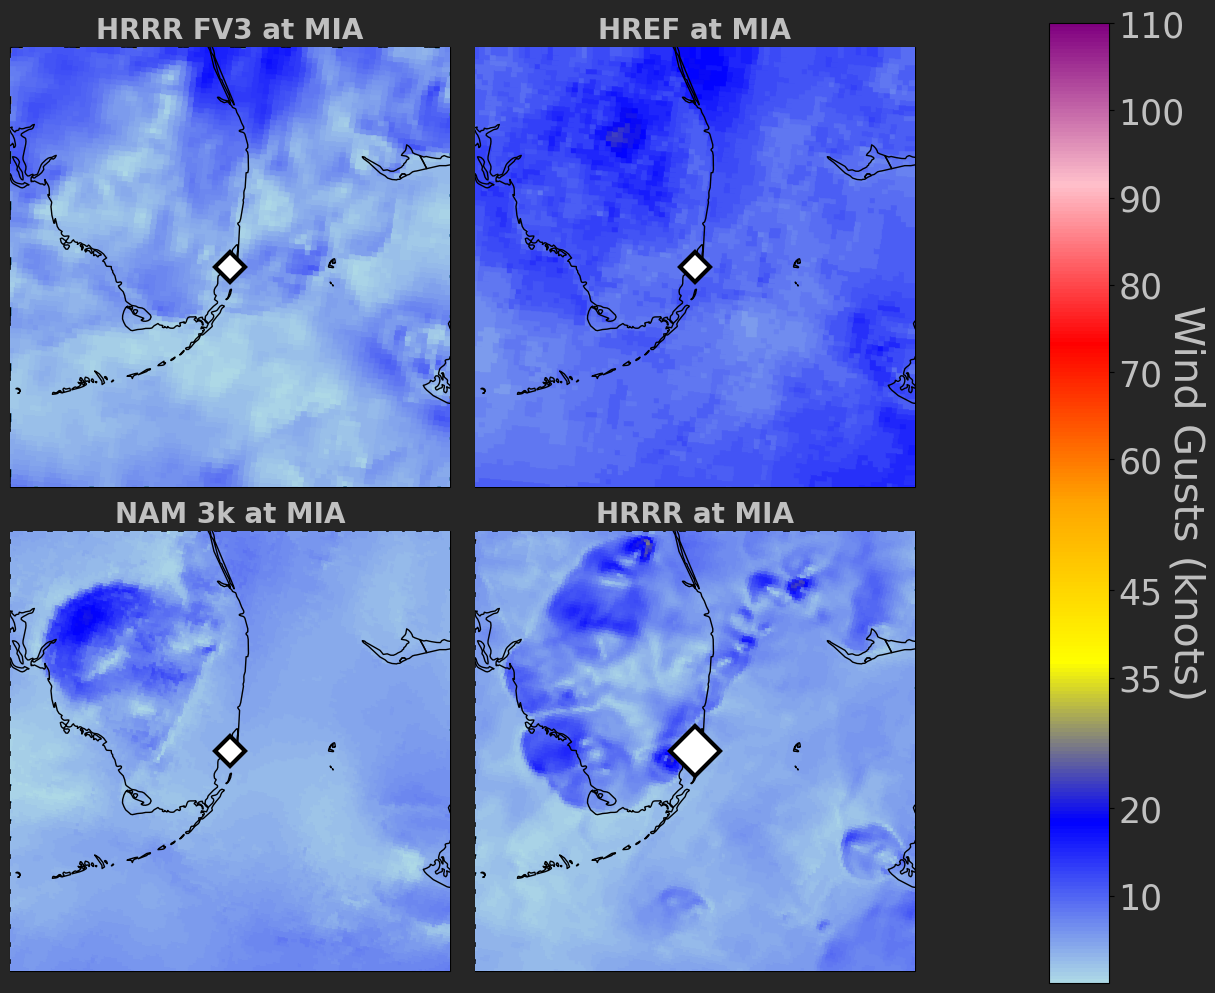 HRRR FV3 at MIA
HREF at MIA
NAM 3k at MIA
HRRR at MIA
110
100
90
80
70
60
45
35
20
10
Wind Gusts (knots)